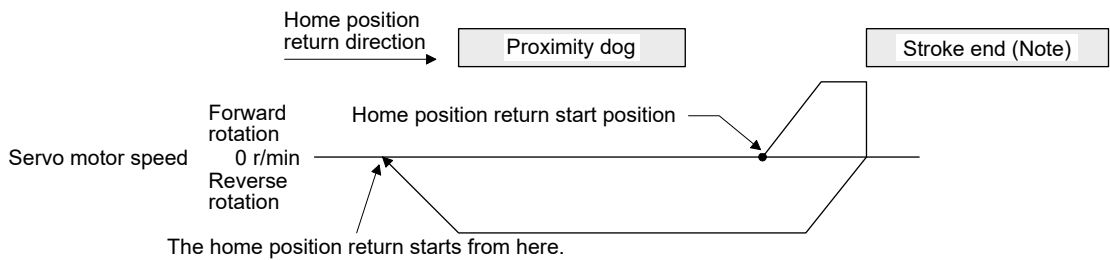 Home position
return direction
Proximity dog
Stroke end (Note)
Forward
rotation
Home position return start position
Servo motor speed
0 r/min
Reverse
rotation
The home position return starts from here.